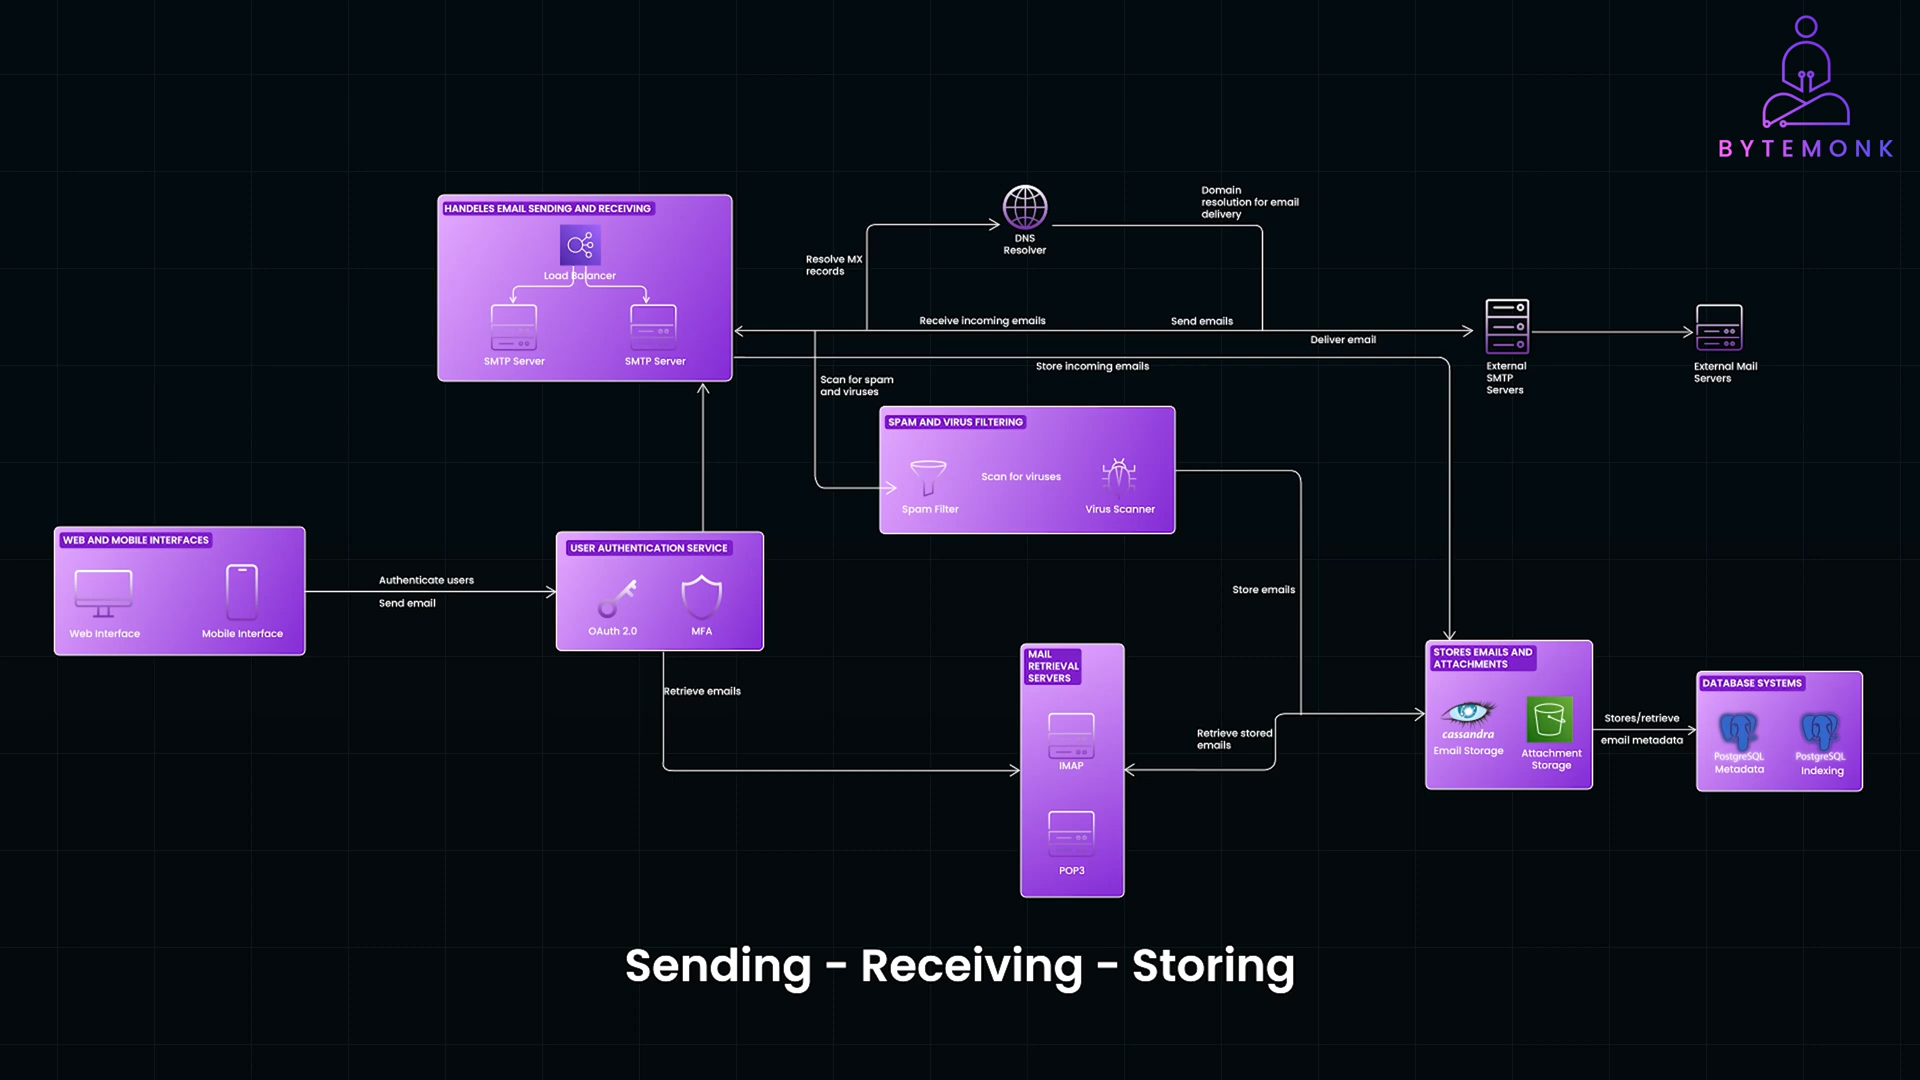 BYTEMONK
HANDELES EMAIL SENDING AND RECEIVING
Load Balancer
SMTP Server
SMTP Server
DNS
Resolver
Domain
resolution for email
delivery
Resolve MX
records
Receive incoming emails
Send emails
Deliver email
Store incoming emails
External
SMTP
Servers
External Mail
Servers
Scan for spam
and viruses
SPAM AND VIRUS FILTERING
Scan for viruses
Spam Filter
Virus Scanner
WEB AND MOBILE INTERFACES
Web Interface
Mobile Interface
Authenticate users
Send email
USER AUTHENTICATION SERVICE
OAuth 2.0
MFA
Retrieve emails
Store emails
MAIL
RETRIEVAL
SERVERS
IMAP
POP3
Retrieve stored
emails
STORES EMAILS AND
ATTACHMENTS
cassandra
Email Storage
Attachment
Storage
Stores/retrieve
email metadata
DATABASE SYSTEMS
PostgreSQL
Metadata
PostgreSQL
Indexing
Sending - Receiving - Storing